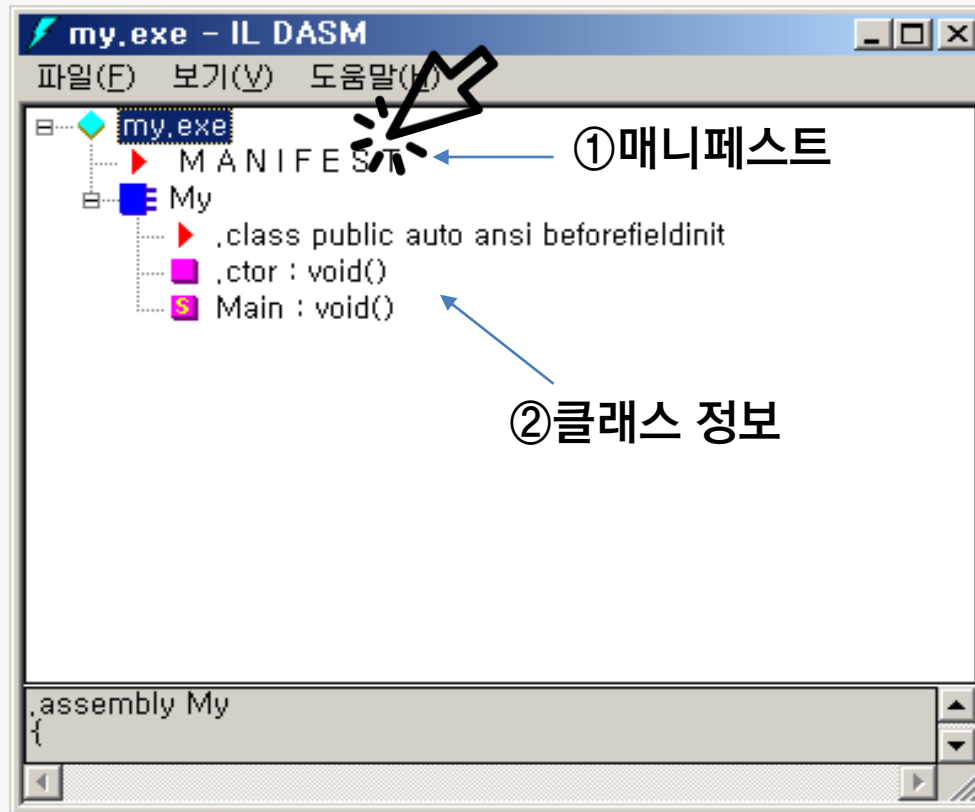 my.exe - IL DASM
파일(F) 보기(V) 도움말(H)
my.exe
M A N I F E S T
①매니페스트
My
.class public auto ansi beforefieldinit
.ctor : void()
S Main : void()
②클래스 정보
.assembly My
{